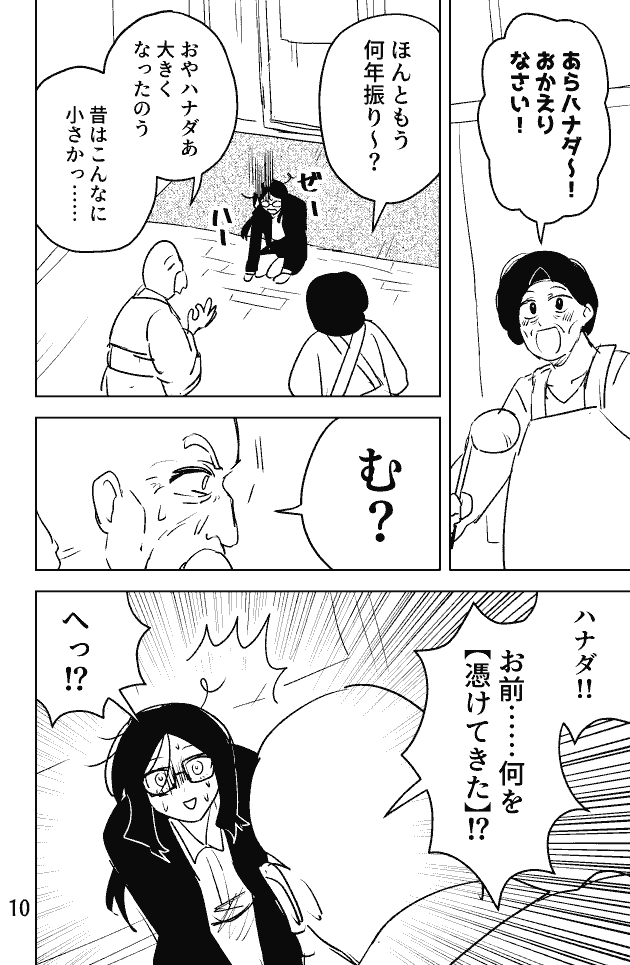 あらハナダ～！
おかえり
なさい！
ほんともう
何年振り～？
ぜー
はー
おやハナダぁ
大きく
なったのう
昔はこんなに
小さかっ……
む？
ハナダ!!
お前……何を
【憑けてきた】!?
へっ!?
10